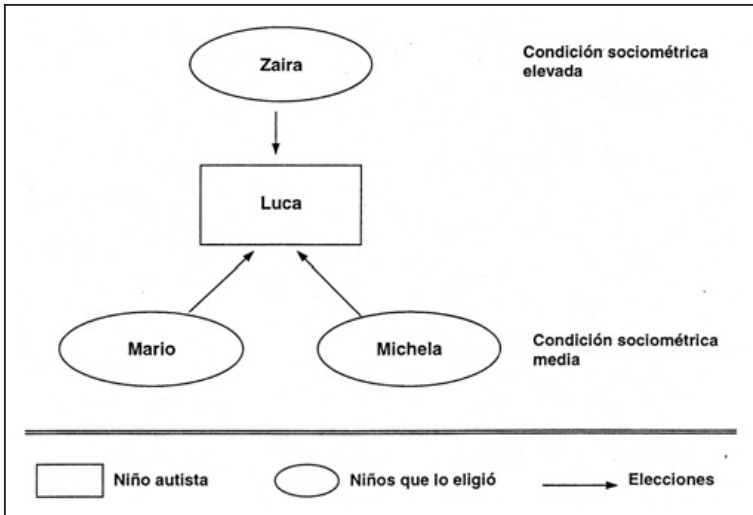 Zaira
Condición sociométrica
elevada
Luca
Mario
Michela
Condición sociométrica
media
Niño autista
Niños que lo eligió
Elecciones